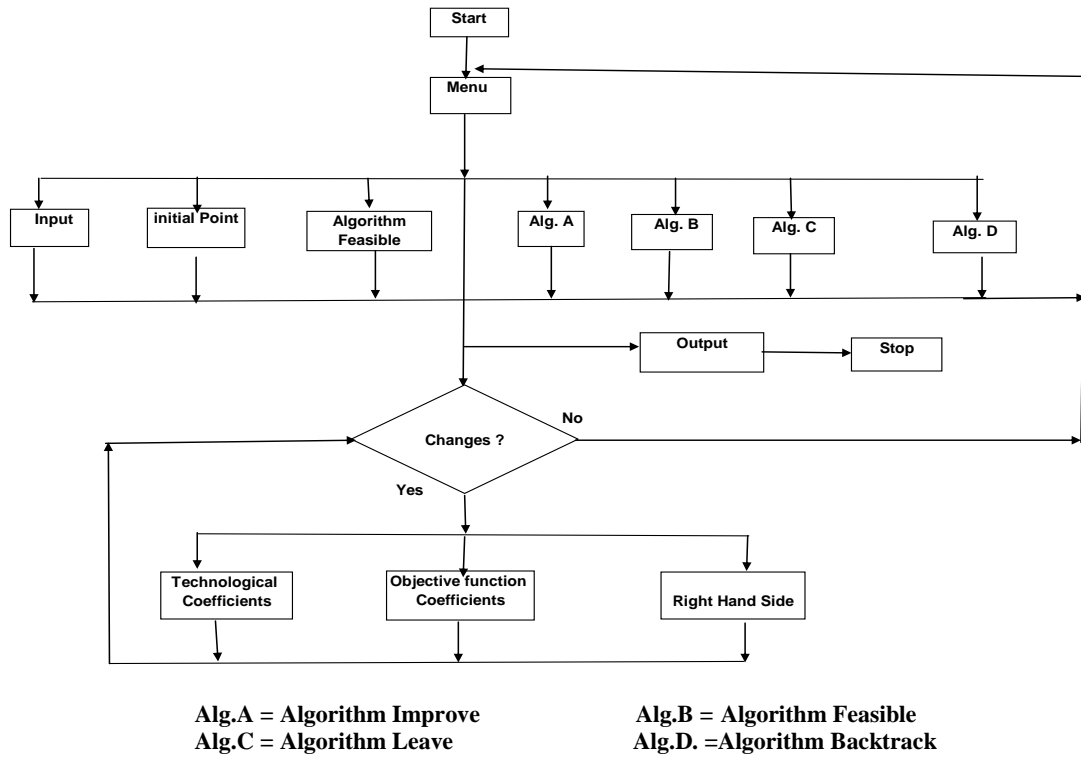 Start
Menu
Input
initial Point
Algorithm
Feasible
Alg. A
Alg. B
Alg. C
Alg. D
Output
Stop
Changes ?
No
Yes
Technological
Coefficients
Objective function
Coefficients
Right Hand Side
Alg.A = Algorithm Improve
Alg.B = Algorithm Feasible
Alg.C = Algorithm Leave
Alg.D. =Algorithm Backtrack